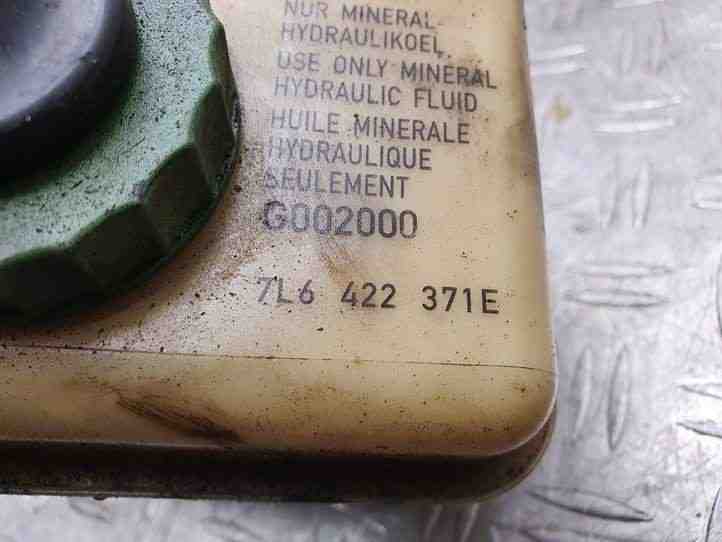 NUR MINERAL-
HYDRAULIKOEL
USE ONLY MINERAL
HYDRAULIC FLUID
HUILE MINERALE
HYDRAULIQUE
SEULEMENT
G002000
7L6 422 371E